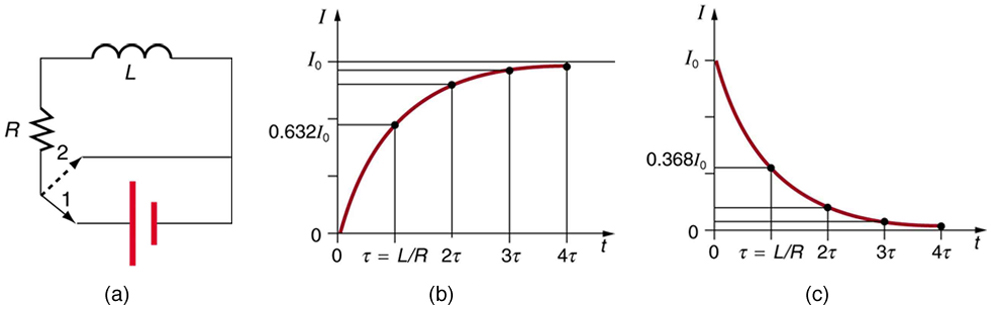 L
R
2
1
(a)
I
I₀
0.632I₀
0
0 τ = L/R 2τ 3τ 4τ t
(b)
I
I₀
0.368I₀
0
0 τ = L/R 2τ 3τ 4τ t
(c)